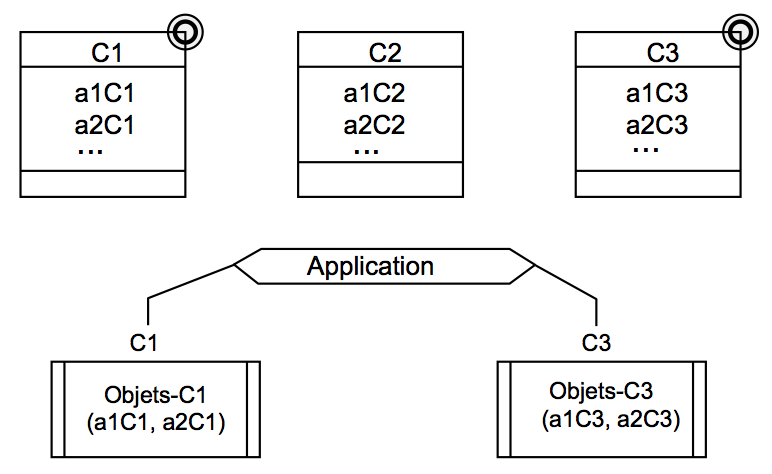 C1
C2
C3
a1C1
a1C2
a1C3
a2C1
a2C2
a2C3
...
...
...
Application
C1
C3
Objets-C1
(a1C1, a2C1)
Objets-C3
(a1C3, a2C3)